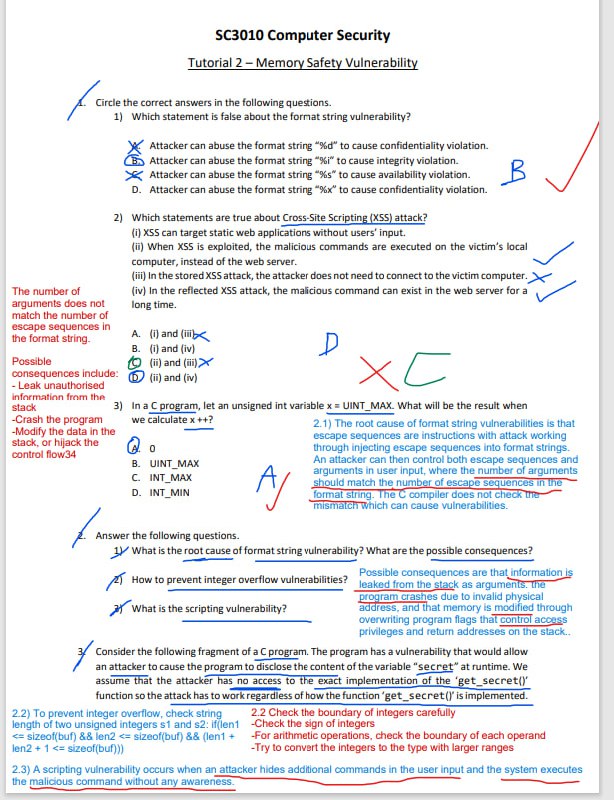 SC3010 Computer Security
Tutorial 2 – Memory Safety Vulnerability
1. Circle the correct answers in the following questions.
1) Which statement is false about the format string vulnerability?
A. Attacker can abuse the format string "%d" to cause confidentiality violation.
B. Attacker can abuse the format string "%i" to cause integrity violation.
C. Attacker can abuse the format string "%s" to cause availability violation.
D. Attacker can abuse the format string "%x" to cause confidentiality violation.
B
2) Which statements are true about Cross-Site Scripting (XSS) attack?
(i) XSS can target static web applications without users' input.
(ii) When XSS is exploited, the malicious commands are executed on the victim's local
computer, instead of the web server.
(iii) In the stored XSS attack, the attacker does not need to connect to the victim computer.
(iv) In the reflected XSS attack, the malicious command can exist in the web server for a
long time.
A. (i) and (iii)
B. (i) and (iv)
C. (ii) and (iii)
D. (ii) and (iv)
D
C
The number of
arguments does not
match the number of
escape sequences in
the format string.
Possible
consequences include:
- Leak unauthorised
information from the
stack
-Crash the program
-Modify the data in the
stack, or hijack the
control flow34
3) In a C program, let an unsigned int variable x = UINT_MAX. What will be the result when
we calculate x ++?
A. 0
B. UINT_MAX
C. INT_MAX
D. INT_MIN
A
2.1) The root cause of format string vulnerabilities is that
escape sequences are instructions with attack working
through injecting escape sequences into format strings.
An attacker can then control both escape sequences and
arguments in user input, where the number of arguments
should match the number of escape sequences in the
format string. The C compiler does not check the
mismatch which can cause vulnerabilities.
2. Answer the following questions.
1) What is the root cause of format string vulnerability? What are the possible consequences?
2) How to prevent integer overflow vulnerabilities?
3) What is the scripting vulnerability?
Possible consequences are that information is
leaked from the stack as arguments. the
program crashes due to invalid physical
address, and that memory is modified through
overwriting program flags that control access
privileges and return addresses on the stack..
3. Consider the following fragment of a C program. The program has a vulnerability that would allow
an attacker to cause the program to disclose the content of the variable "secret" at runtime. We
assume that the attacker has no access to the exact implementation of the 'get_secret()'
function so the attack has to work regardless of how the function 'get_secret()' is implemented.
2.2) To prevent integer overflow, check string
length of two unsigned integers s1 and s2: if(len1
<= sizeof(buf) && len2 <= sizeof(buf) && (len1 +
len2 + 1 <= sizeof(buf)))
2.2 Check the boundary of integers carefully
-Check the sign of integers
-For arithmetic operations, check the boundary of each operand
-Try to convert the integers to the type with larger ranges
2.3) A scripting vulnerability occurs when an attacker hides additional commands in the user input and the system executes
the malicious command without any awareness.